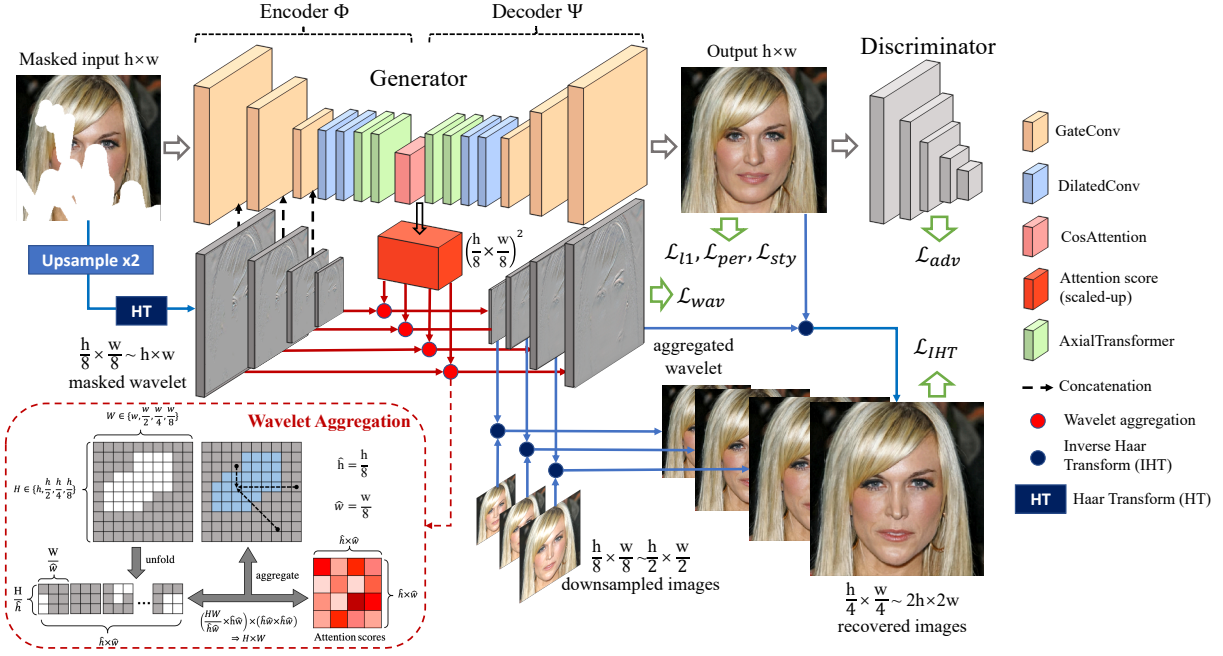 Encoder Φ
Decoder Ψ
Masked input h×w
Generator
Output h×w
Discriminator
GateConv
DilatedConv
CosAttention
Attention score
(scaled-up)
AxialTransformer
Concatenation
Wavelet aggregation
Inverse Haar
Transform (IHT)
HT
Haar Transform (HT)
Upsample x2
HT
(h/8 × w/8)²
ℒl1, ℒper, ℒsty
ℒadv
ℒwav
ℒIHT
h/8 × w/8 ~ h×w
masked wavelet
aggregated
wavelet
Wavelet Aggregation
W ∈ {w, w/2, w/4, w/8}
H ∈ {h, h/2, h/4, h/8}
ĥ = h/8
ŵ = w/8
unfold
aggregate
W/ŵ
H/ĥ
...
ĥ×ŵ
(HW/ĥŵ × ĥŵ) × (ĥŵ×ĥŵ)
⇒ H×W
ĥ×ŵ
ĥ×ŵ
Attention scores
h/8 × w/8 ~ h/2 × w/2
downsampled images
h/4 × w/4 ~ 2h×2w
recovered images